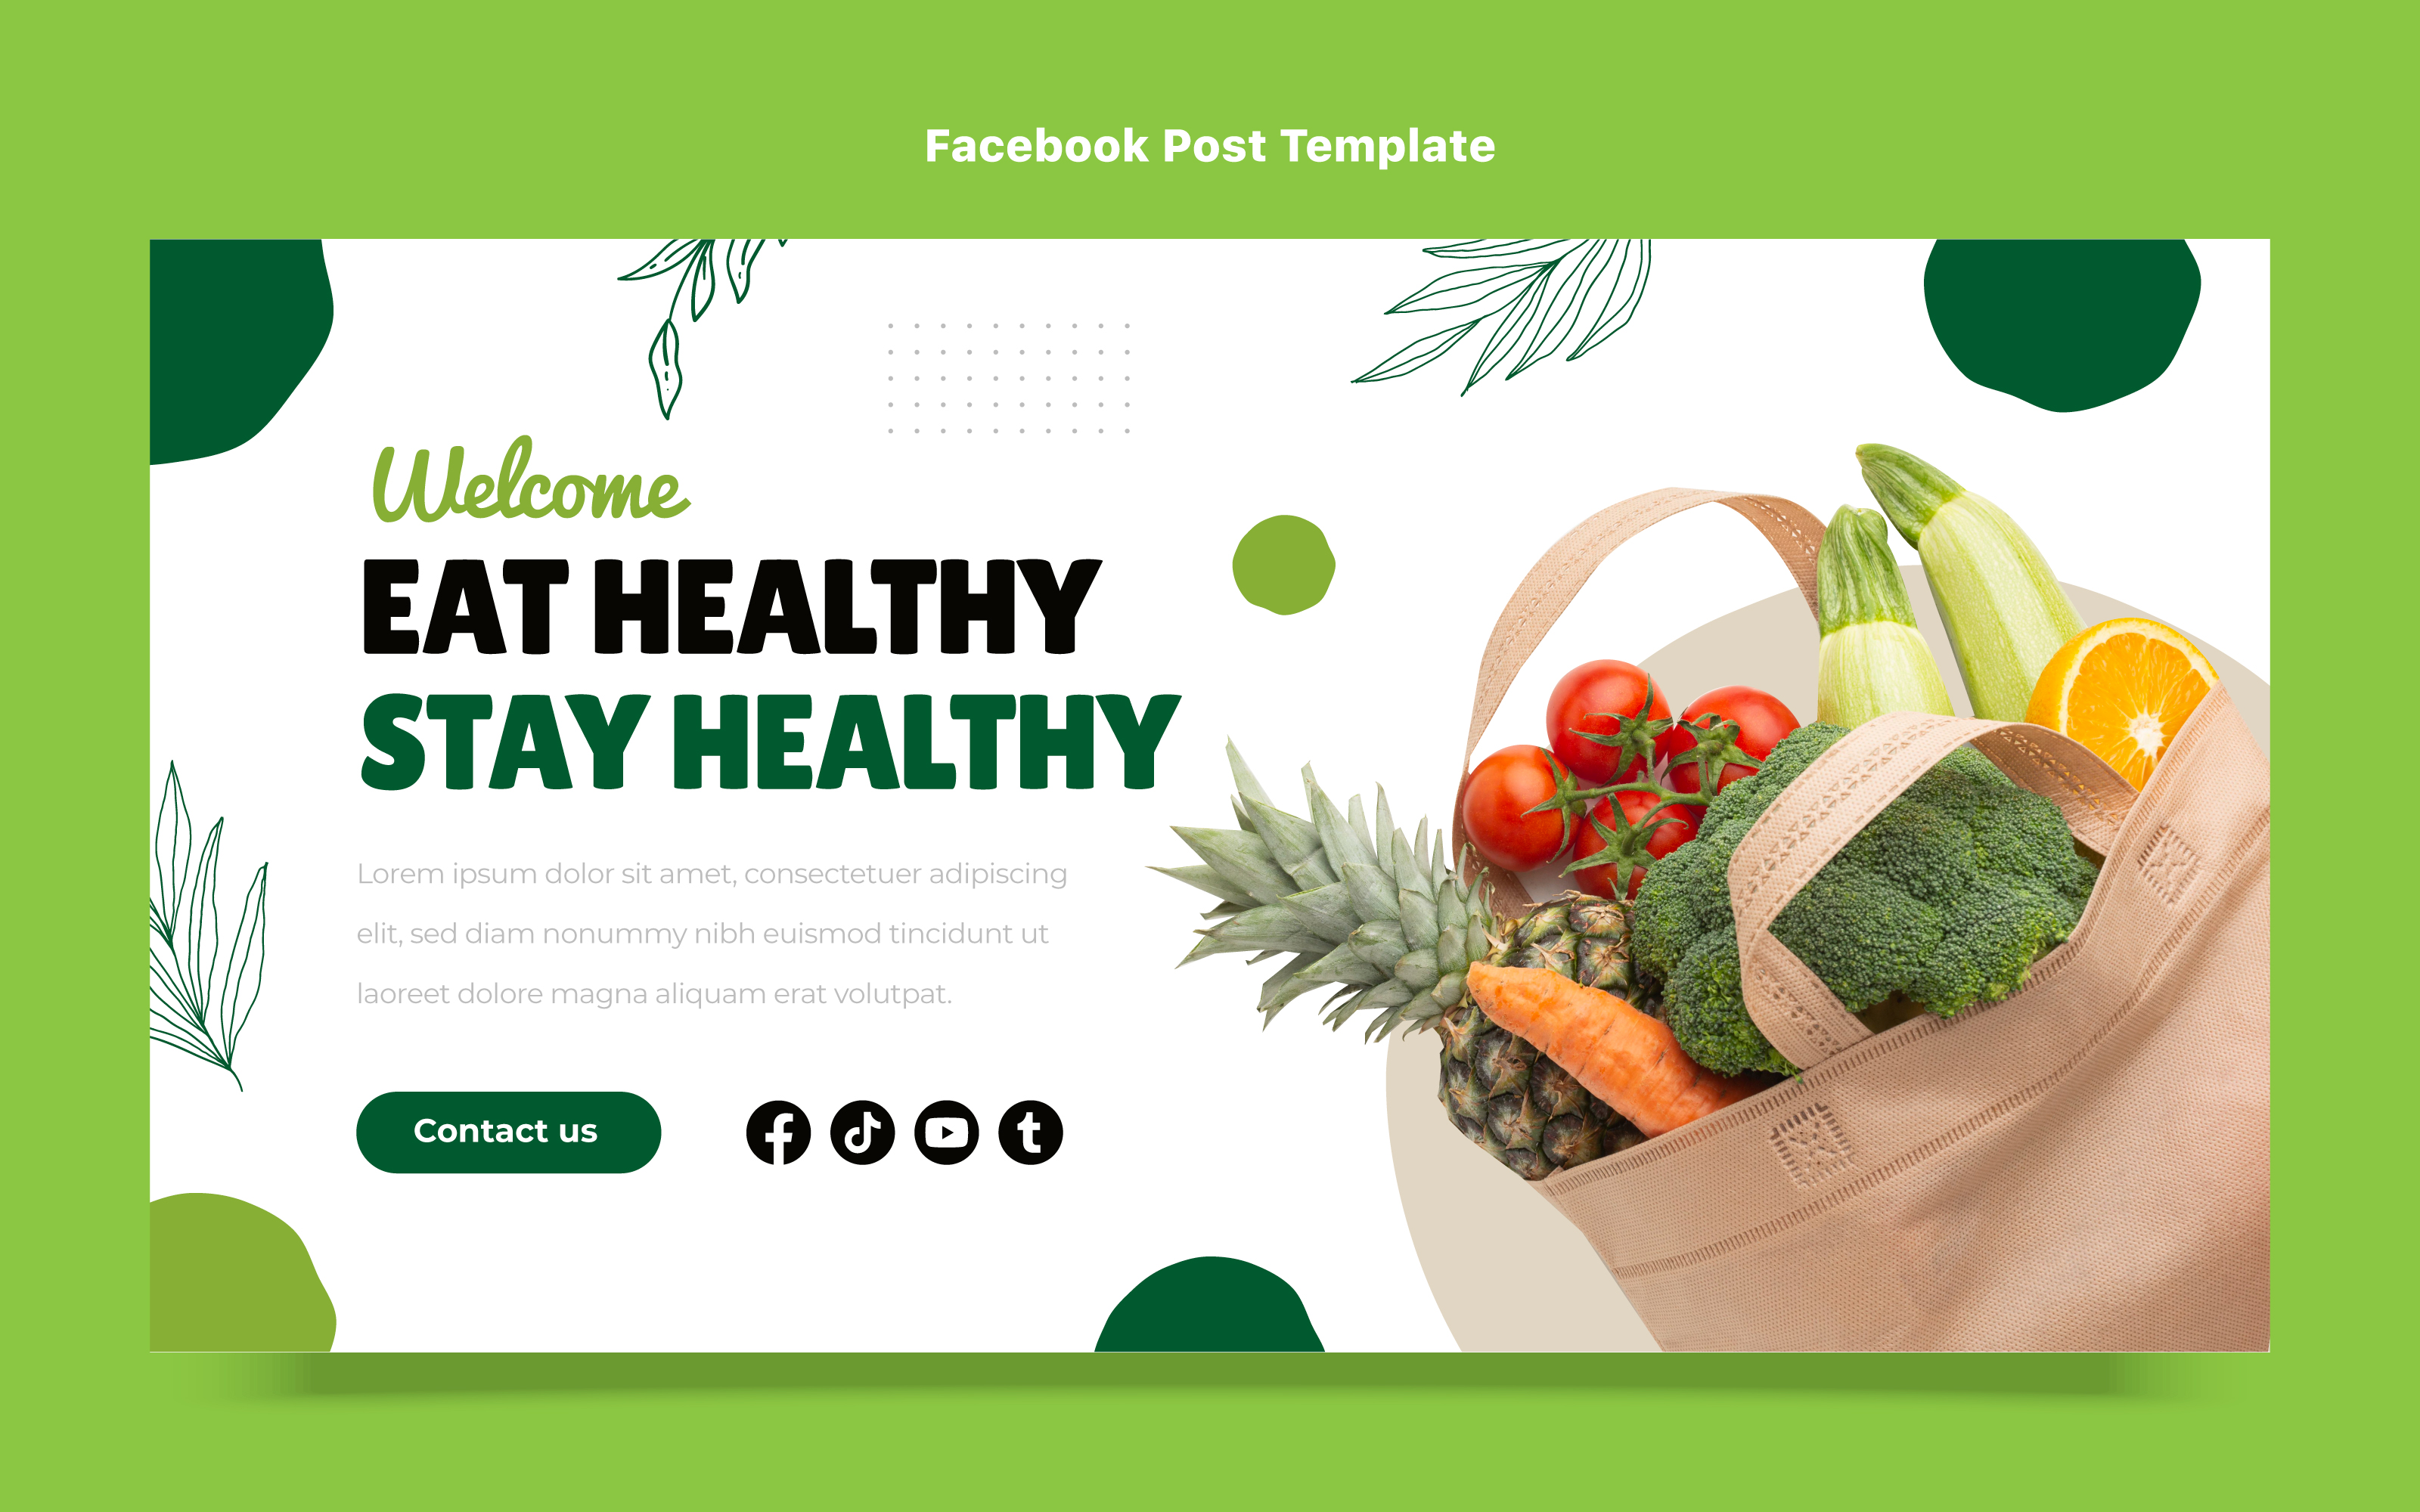 Facebook Post Template
Welcome
EAT HEALTHY
STAY HEALTHY
Lorem ipsum dolor sit amet, consectetuer adipiscing
elit, sed diam nonummy nibh euismod tincidunt ut
laoreet dolore magna aliquam erat volutpat.
Contact us